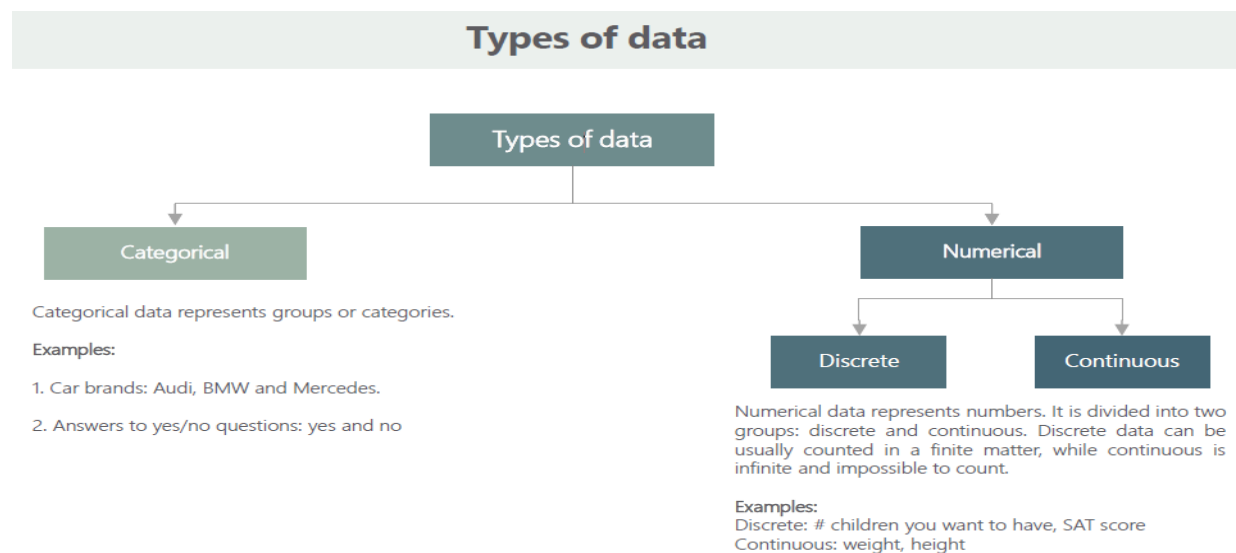 Types of data
Types of data
Categorical
Numerical
Categorical data represents groups or categories.
Examples:
1. Car brands: Audi, BMW and Mercedes.
2. Answers to yes/no questions: yes and no
Discrete
Continuous
Numerical data represents numbers. It is divided into two
groups: discrete and continuous. Discrete data can be
usually counted in a finite matter, while continuous is
infinite and impossible to count.
Examples:
Discrete: # children you want to have, SAT score
Continuous: weight, height